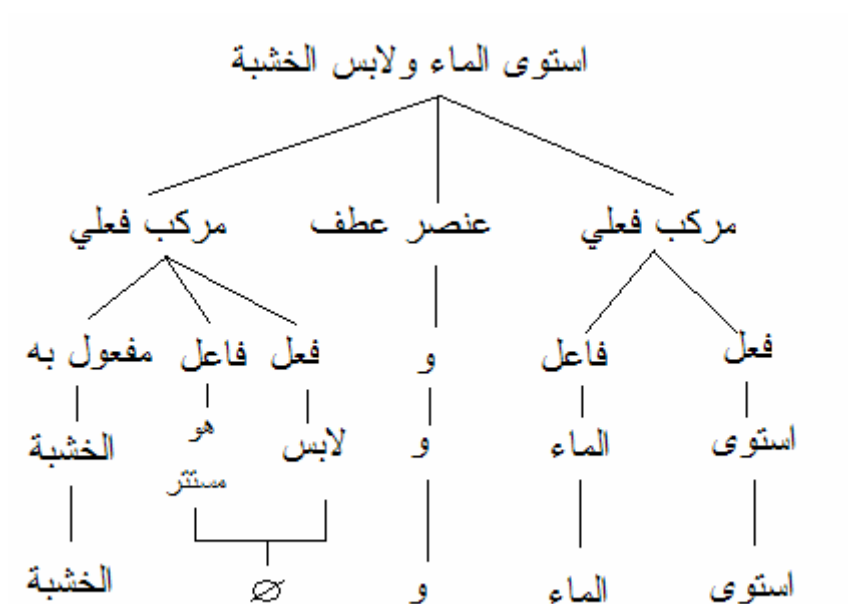 استوى الماء ولابس الخشبة
مركب فعلي عنصر عطف مركب فعلي
فعل فاعل و فعل فاعل مفعول به
استوى الماء و لابس هو الخشبة
مستتر
استوى الماء و ∅ الخشبة